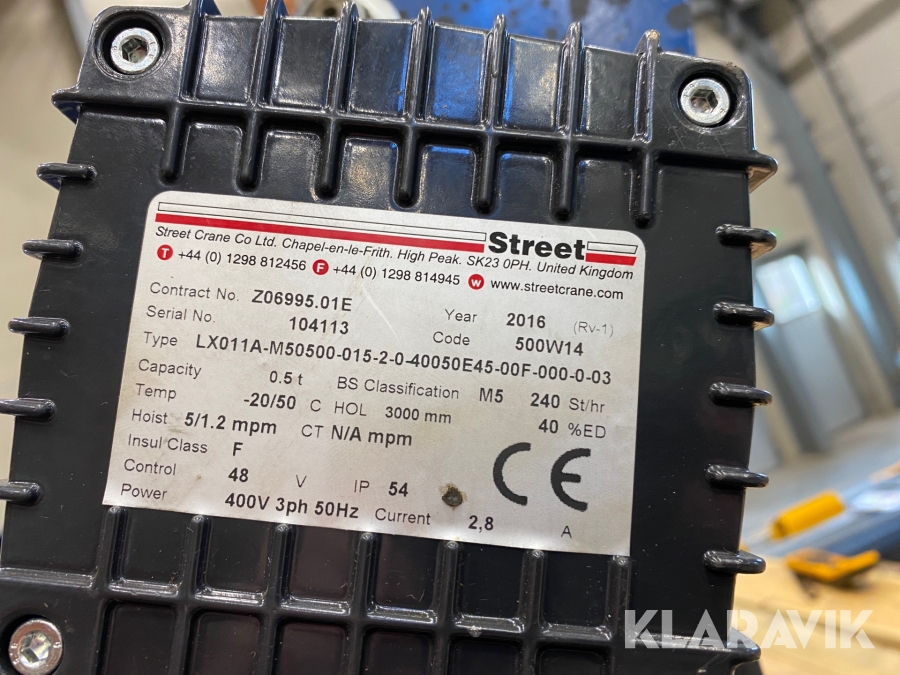 Street
Street Crane Co Ltd. Chapel-en-le-Frith. High Peak. SK23 0PH. United Kingdom
T +44 (0) 1298 812456 F +44 (0) 1298 814945 W www.streetcrane.com
Contract No. Z06995.01E Year 2016 (Rv-1)
Serial No. 104113 Code 500W14
Type LX011A-M50500-015-2-0-40050E45-00F-000-0-03
Capacity 0.5 t BS Classification M5 240 St/hr
Temp -20/50 C HOL 3000 mm 40 %ED
Hoist 5/1.2 mpm CT N/A mpm
Insul Class F
Control 48 V IP 54
Power 400V 3ph 50Hz Current 2,8 A
CE
KLARAVIK